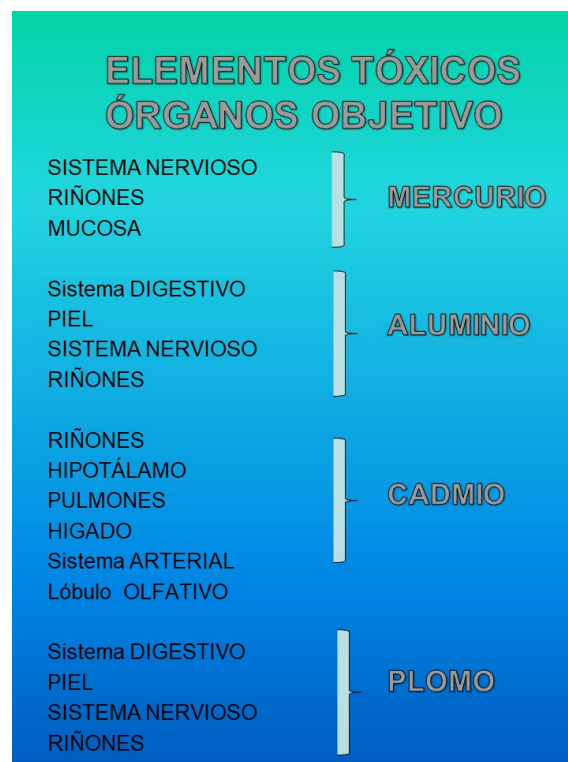 ELEMENTOS TÓXICOS
ÓRGANOS OBJETIVO
SISTEMA NERVIOSO
RIÑONES
MUCOSA
MERCURIO
Sistema DIGESTIVO
PIEL
SISTEMA NERVIOSO
RIÑONES
ALUMINIO
RIÑONES
HIPOTÁLAMO
PULMONES
HIGADO
Sistema ARTERIAL
Lóbulo OLFATIVO
CADMIO
Sistema DIGESTIVO
PIEL
SISTEMA NERVIOSO
RIÑONES
PLOMO